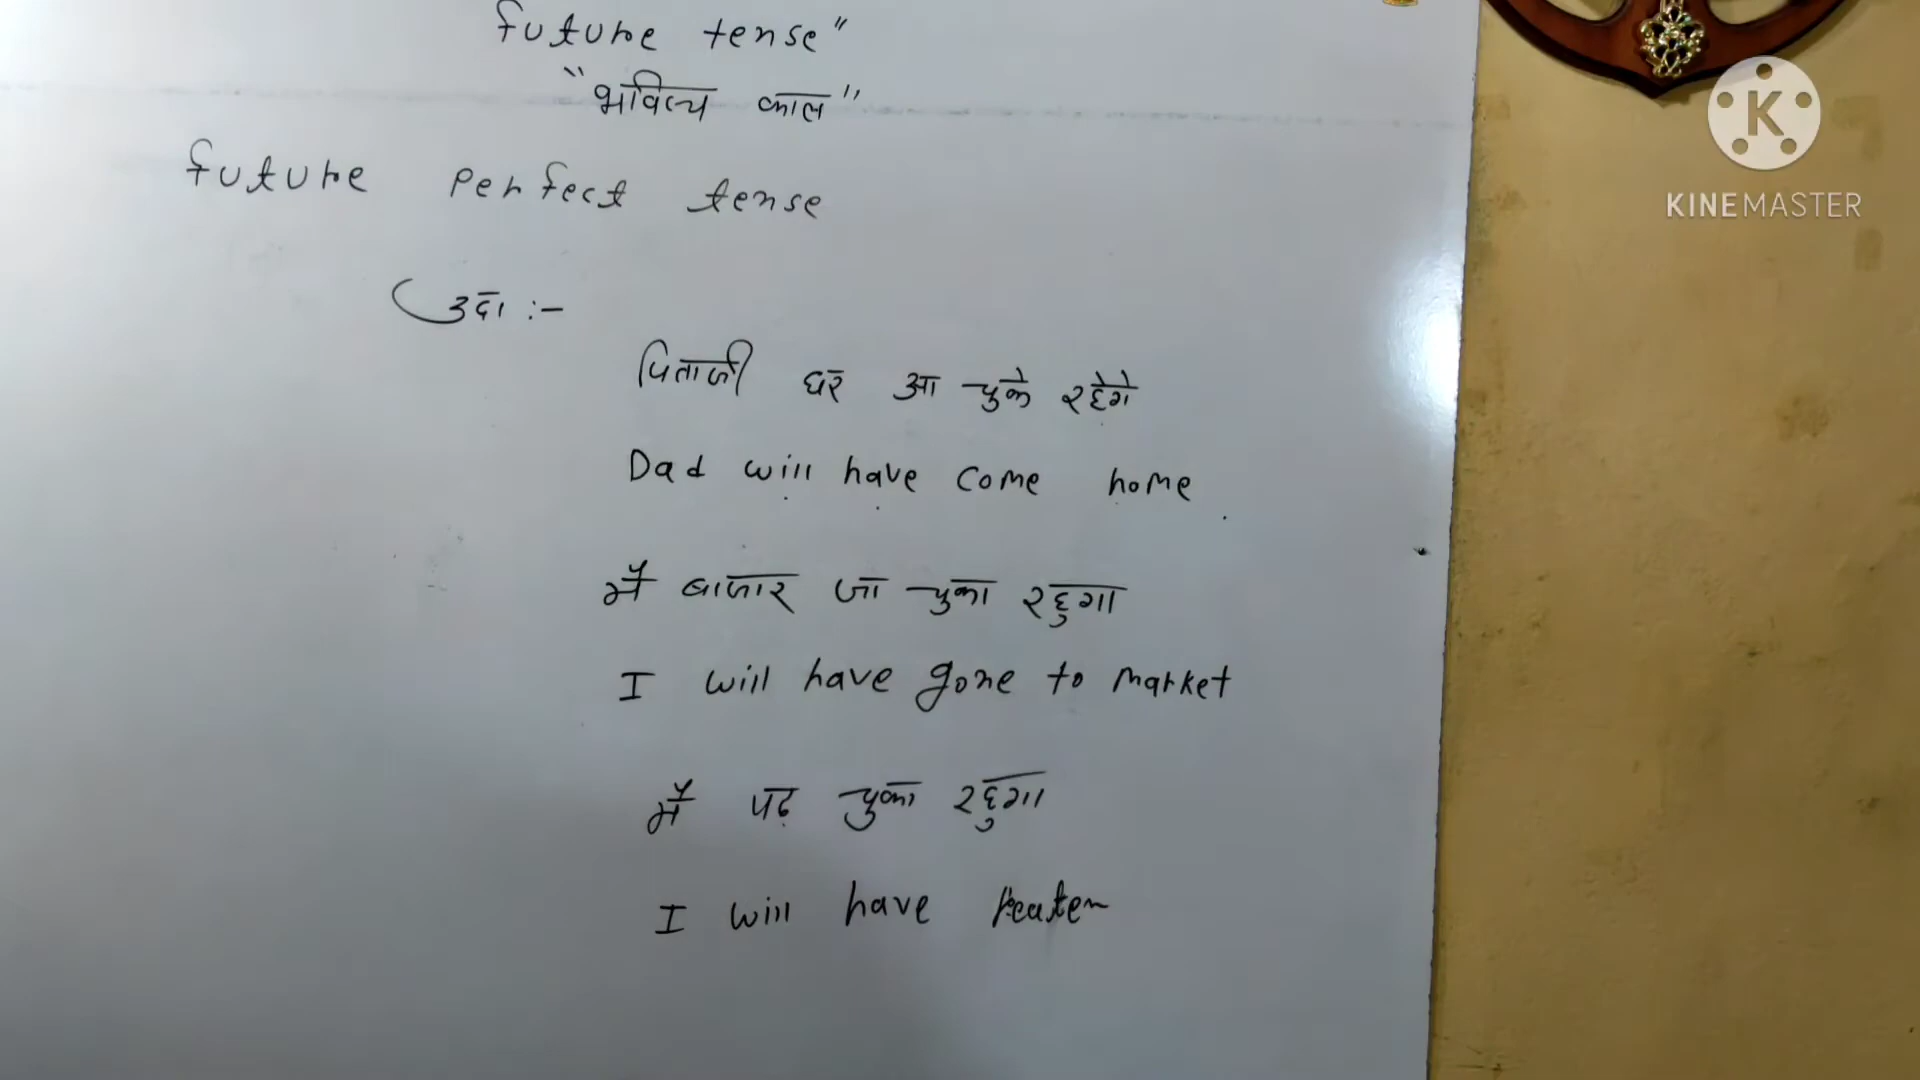 future tense"
"भविष्य काल"
future perfect tense
उदा :-
पिताजी घर आ चुके रहेगे
Dad will have come home.
मैं बाजार जा चुका रहुगा
I will have gone to market
मैं पढ़ चुका रहुगा
I will have
K
KINEMASTER